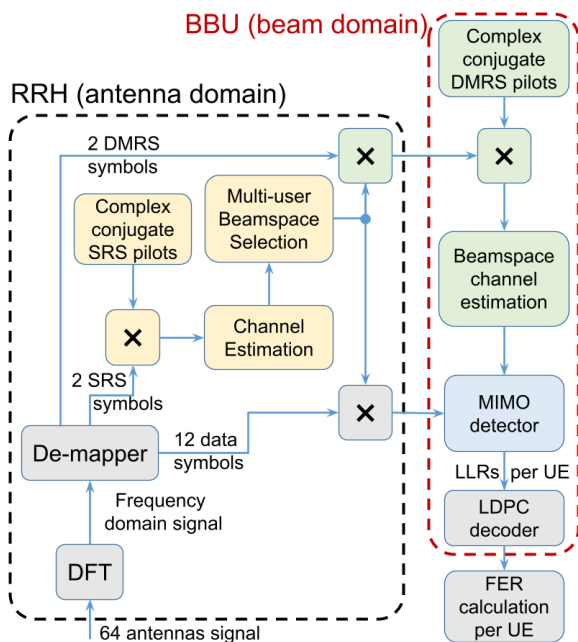 BBU (beam domain)
Complex
conjugate
DMRS pilots
RRH (antenna domain)
2 DMRS
symbols
×
×
Multi-user
Beamspace
Selection
Complex
conjugate
SRS pilots
Beamspace
channel
estimation
×
Channel
Estimation
2 SRS
symbols
×
MIMO
detector
12 data
symbols
De-mapper
LLRs per UE
Frequency
domain signal
LDPC
decoder
DFT
FER
calculation
per UE
64 antennas signal